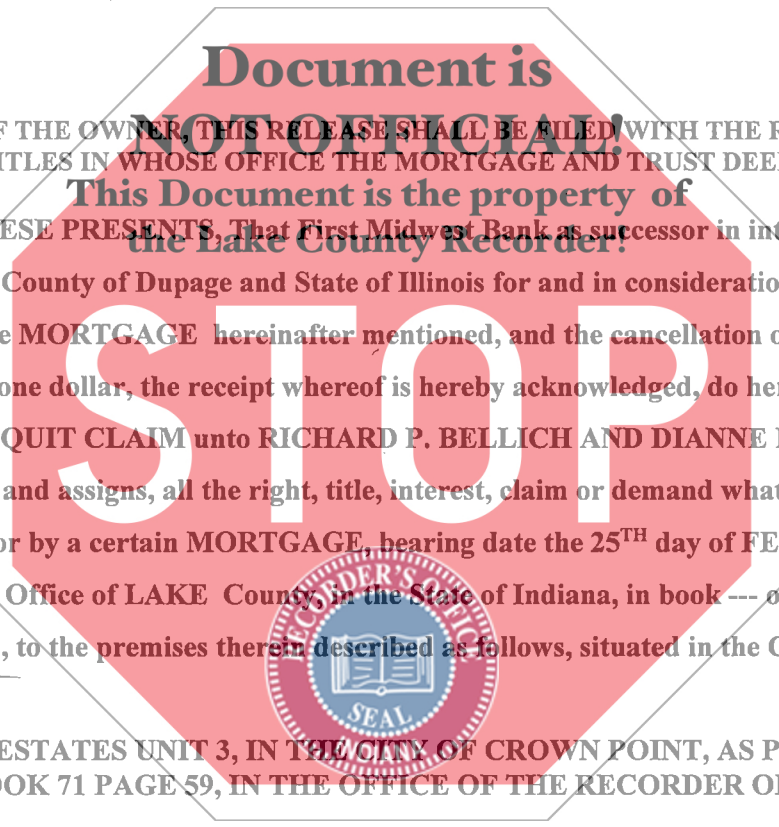 Document is
NOT OFFICIAL!
This Document is the property of
the Lake County Recorder!
F THE OWNER, THIS RELEASE SHALL BE FILED WITH THE
TITLES IN WHOSE OFFICE THE MORTGAGE AND TRUST DEE
ESE PRESENTS, That First Midwest Bank as successor in int
County of Dupage and State of Illinois for and in consideratio
e MORTGAGE hereinafter mentioned, and the cancellation o
one dollar, the receipt whereof is hereby acknowledged, do her
QUIT CLAIM unto RICHARD P. BELLICH AND DIANNE
and assigns, all the right, title, interest, claim or demand what
or by a certain MORTGAGE, bearing date the 25TH day of FE
Office of LAKE County, in the State of Indiana, in book --- o
, to the premises therein described as follows, situated in the C
ESTATES UNIT 3, IN THE CITY OF CROWN POINT, AS P
OOK 71 PAGE 59, IN THE OFFICE OF THE RECORDER O
STOP
RECORDER'S OFFICE
SEAL